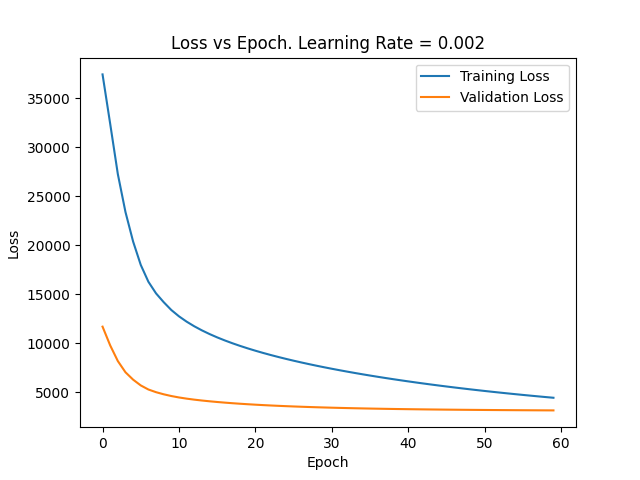 Loss vs Epoch. Learning Rate = 0.002
Training Loss
Validation Loss
35000
30000
25000
20000
15000
10000
5000
Loss
0 10 20 30 40 50 60
Epoch